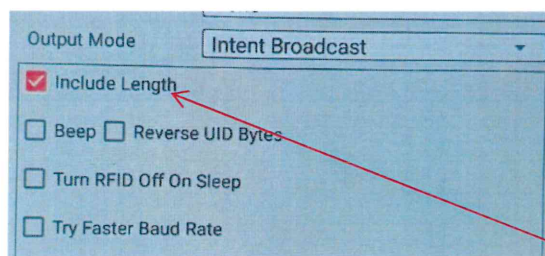 Output Mode Intent Broadcast
Include Length
Beep Reverse UID Bytes
Turn RFID Off On Sleep
Try Faster Baud Rate